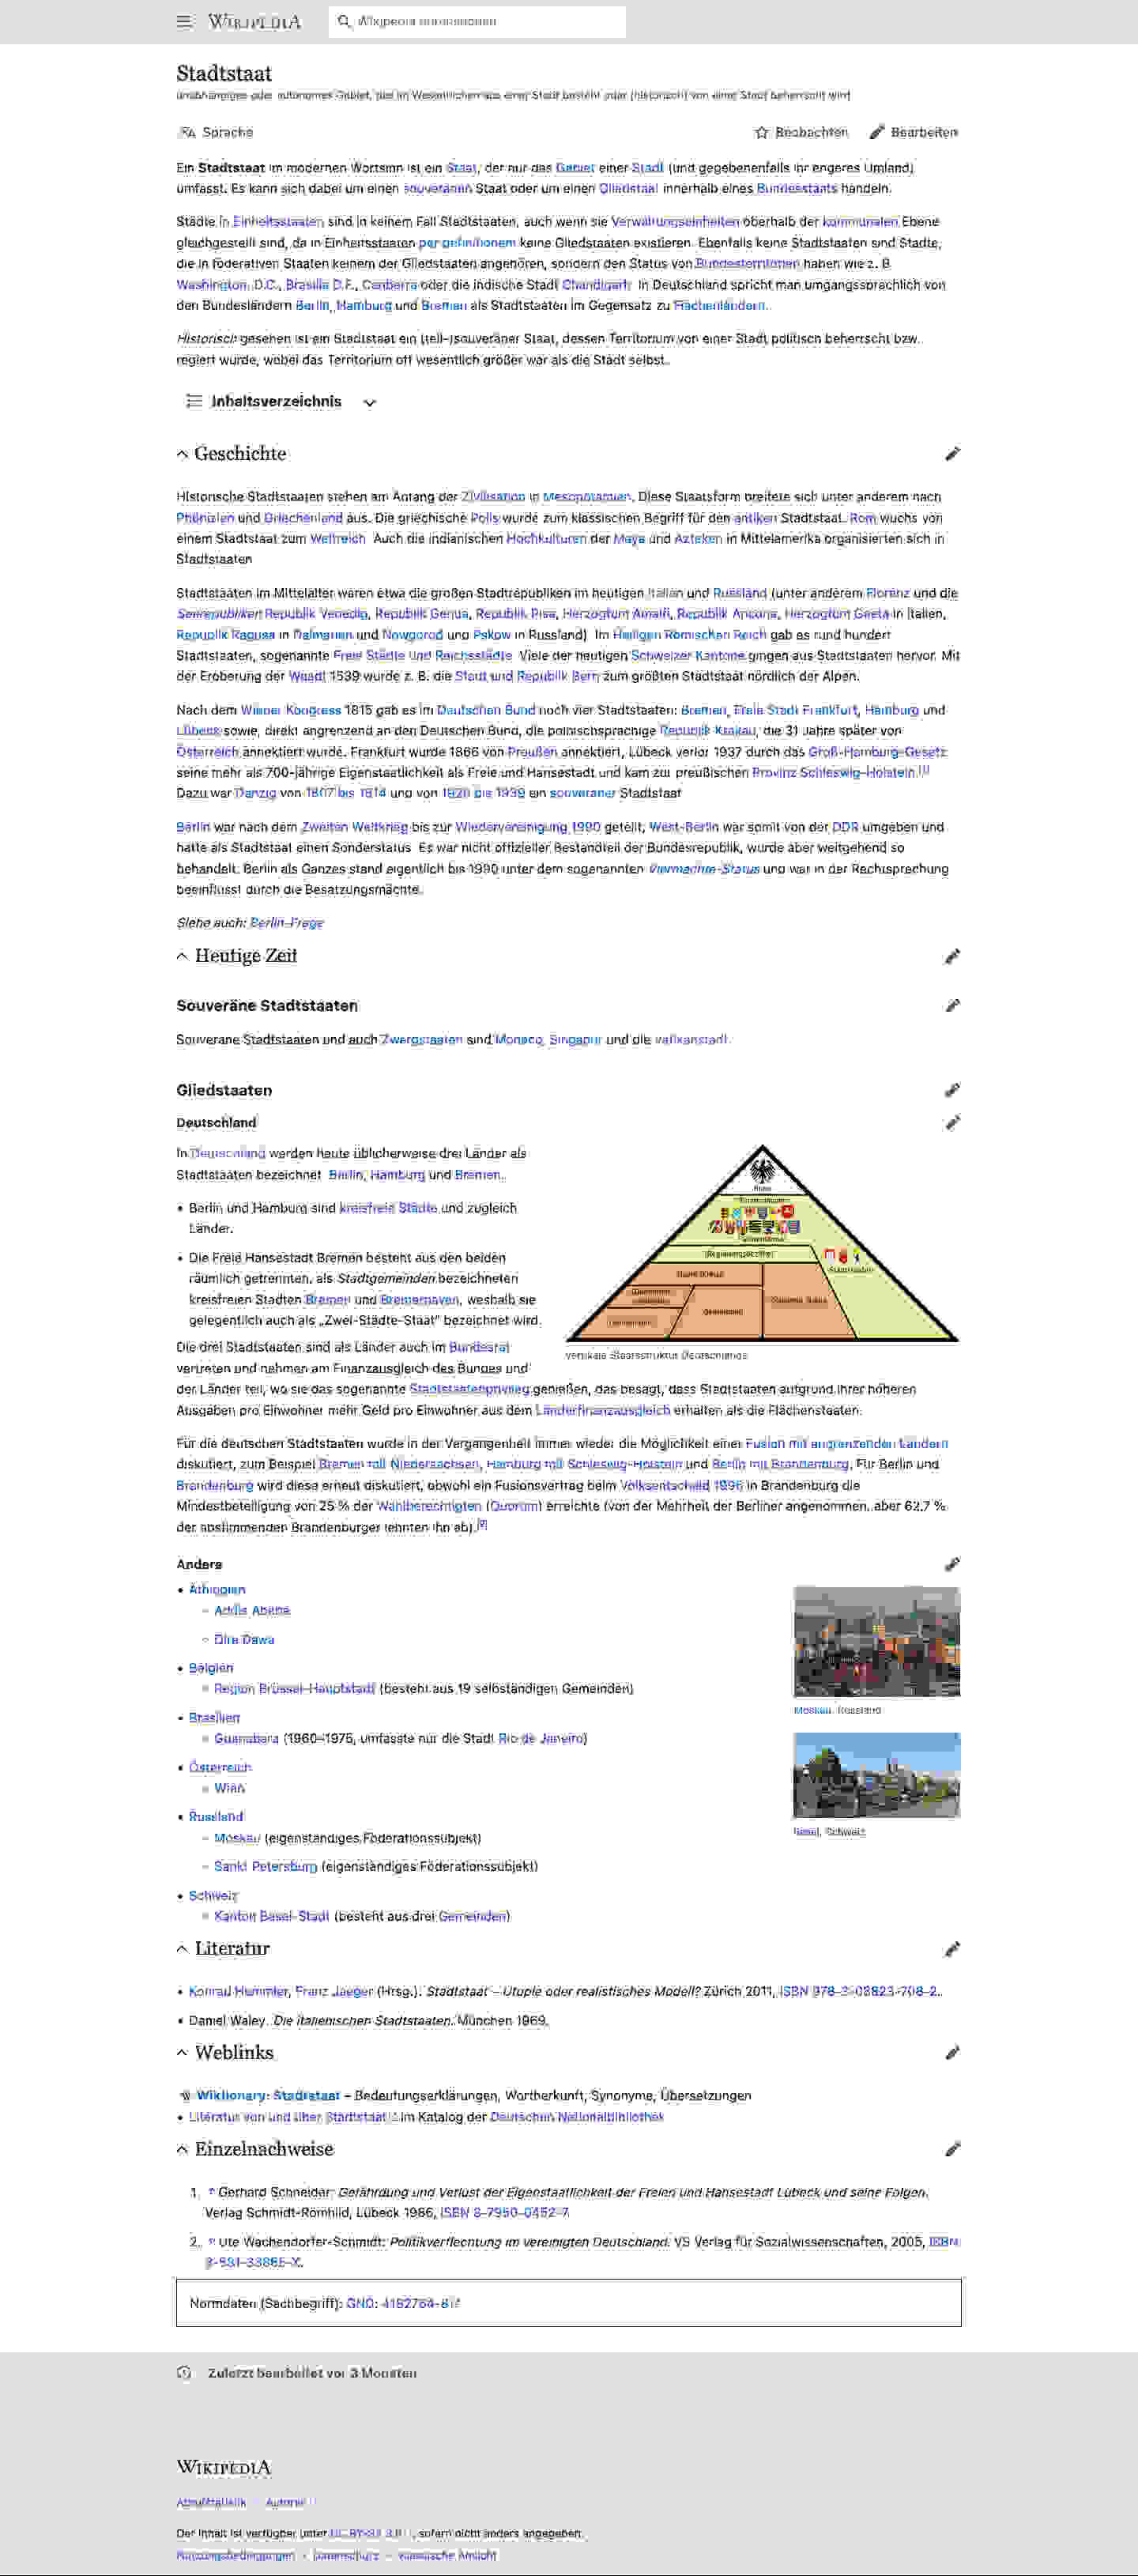 WIKIPEDIA
Wikipedia durchsuchen
Stadtstaat
unabhängiges oder autonomes Gebiet, das im Wesentlichen aus einer Stadt besteht oder (historisch) von einer Stadt beherrscht wird
Sprache
Beobachten
Bearbeiten
Ein Stadtstaat im modernen Wortsinn ist ein Staat, der nur das Gebiet einer Stadt (und gegebenenfalls ihr engeres Umland)
umfasst. Es kann sich dabei um einen souveränen Staat oder um einen Gliedstaat innerhalb eines Bundesstaats handeln.
Städte in Einheitsstaaten sind in keinem Fall Stadtstaaten, auch wenn sie Verwaltungseinheiten oberhalb der kommunalen Ebene
gleichgestellt sind, da in Einheitsstaaten per definitionem keine Gliedstaaten existieren. Ebenfalls keine Stadtstaaten sind Städte,
die in föderativen Staaten keinem der Gliedstaaten angehören, sondern den Status von Bundesterritorien haben wie z. B.
Washington, D.C., Brasília D.F., Canberra oder die indische Stadt Chandigarh. In Deutschland spricht man umgangssprachlich von
den Bundesländern Berlin, Hamburg und Bremen als Stadtstaaten im Gegensatz zu Flächenländern.
Historisch gesehen ist ein Stadtstaat ein (teil-)souveräner Staat, dessen Territorium von einer Stadt politisch beherrscht bzw.
regiert wurde, wobei das Territorium oft wesentlich größer war als die Stadt selbst.
Inhaltsverzeichnis
Geschichte
Historische Stadtstaaten stehen am Anfang der Zivilisation in Mesopotamien. Diese Staatsform breitete sich unter anderem nach
Phönizien und Griechenland aus. Die griechische Polis wurde zum klassischen Begriff für den antiken Stadtstaat. Rom wuchs von
einem Stadtstaat zum Weltreich. Auch die indianischen Hochkulturen der Maya und Azteken in Mittelamerika organisierten sich in
Stadtstaaten.
Stadtstaaten im Mittelalter waren etwa die großen Stadtrepubliken im heutigen Italien und Russland (unter anderem Florenz und die
Seerepubliken Republik Venedig, Republik Genua, Republik Pisa, Herzogtum Amalfi, Republik Ancona, Herzogtum Gaeta in Italien,
Republik Ragusa in Dalmatien und Nowgorod und Pskow in Russland). Im Heiligen Römischen Reich gab es rund hundert
Stadtstaaten, sogenannte Freie Städte und Reichsstädte. Viele der heutigen Schweizer Kantone gingen aus Stadtstaaten hervor. Mit
der Eroberung der Waadt 1539 wurde z. B. die Stadt und Republik Bern zum größten Stadtstaat nördlich der Alpen.
Nach dem Wiener Kongress 1815 gab es im Deutschen Bund noch vier Stadtstaaten: Bremen, Freie Stadt Frankfurt, Hamburg und
Lübeck sowie, direkt angrenzend an den Deutschen Bund, die polnischsprachige Republik Krakau, die 31 Jahre später von
Österreich annektiert wurde. Frankfurt wurde 1866 von Preußen annektiert, Lübeck verlor 1937 durch das Groß-Hamburg-Gesetz
seine mehr als 700-jährige Eigenstaatlichkeit als Freie und Hansestadt und kam zur preußischen Provinz Schleswig-Holstein.[1]
Dazu war Danzig von 1807 bis 1814 und von 1920 bis 1939 ein souveräner Stadtstaat.
Berlin war nach dem Zweiten Weltkrieg bis zur Wiedervereinigung 1990 geteilt, West-Berlin war somit von der DDR umgeben und
hatte als Stadtstaat einen Sonderstatus. Es war nicht offizieller Bestandteil der Bundesrepublik, wurde aber weitgehend so
behandelt. Berlin als Ganzes stand eigentlich bis 1990 unter dem sogenannten Viermächte-Status und war in der Rechsprechung
beeinflusst durch die Besatzungsmächte.
Siehe auch: Berlin-Frage
Heutige Zeit
Souveräne Stadtstaaten
Souveräne Stadtstaaten und auch Zwergstaaten sind Monaco, Singapur und die Vatikanstadt.
Gliedstaaten
Deutschland
In Deutschland werden heute üblicherweise drei Länder als
Stadtstaaten bezeichnet: Berlin, Hamburg und Bremen.
Berlin und Hamburg sind kreisfreie Städte und zugleich
Länder.
Die Freie Hansestadt Bremen besteht aus den beiden
räumlich getrennten, als Stadtgemeinden bezeichneten
kreisfreien Städten Bremen und Bremerhaven, weshalb sie
gelegentlich auch als „Zwei-Städte-Staat" bezeichnet wird.
Vertikale Staatsstruktur Deutschlands
Die drei Stadtstaaten sind als Länder auch im Bundesrat
vertreten und nehmen am Finanzausgleich des Bundes und
der Länder teil, wo sie das sogenannte Stadtstaatenprivileg genießen, das besagt, dass Stadtstaaten aufgrund ihrer höheren
Ausgaben pro Einwohner mehr Geld pro Einwohner aus dem Länderfinanzausgleich erhalten als die Flächenstaaten.
Für die deutschen Stadtstaaten wurde in der Vergangenheit immer wieder die Möglichkeit einer Fusion mit angrenzenden Ländern
diskutiert, zum Beispiel Bremen mit Niedersachsen, Hamburg mit Schleswig-Holstein und Berlin mit Brandenburg. Für Berlin und
Brandenburg wird diese erneut diskutiert, obwohl ein Fusionsvertrag beim Volksentscheid 1996 in Brandenburg die
Mindestbeteiligung von 25 % der Wahlberechtigten (Quorum) erreichte (von der Mehrheit der Berliner angenommen, aber 62,7 %
der abstimmenden Brandenburger lehnten ihn ab).[2]
Andere
Äthiopien
Addis Abeba
Dire Dawa
Belgien
Region Brüssel-Hauptstadt (besteht aus 19 selbständigen Gemeinden)
Brasilien
Guanabara (1960–1975, umfasste nur die Stadt Rio de Janeiro)
Österreich
Wien
Russland
Moskau (eigenständiges Föderationssubjekt)
Sankt Petersburg (eigenständiges Föderationssubjekt)
Schweiz
Kanton Basel-Stadt (besteht aus drei Gemeinden)
Moskau, Russland
Basel, Schweiz
Literatur
Konrad Hummler, Franz Jaeger (Hrsg.): Stadtstaat – Utopie oder realistisches Modell? Zürich 2011, ISBN 978-3-03823-708-2.
Daniel Waley: Die italienischen Stadtstaaten. München 1969.
Weblinks
Wiktionary: Stadtstaat – Bedeutungserklärungen, Wortherkunft, Synonyme, Übersetzungen
Literatur von und über Stadtstaat im Katalog der Deutschen Nationalbibliothek
Einzelnachweise
1. ↑ Gerhard Schneider: Gefährdung und Verlust der Eigenstaatlichkeit der Freien und Hansestadt Lübeck und seine Folgen.
Verlag Schmidt-Römhild, Lübeck 1986, ISBN 3-7950-0452-7.
2. ↑ Ute Wachendorfer-Schmidt: Politikverflechtung im vereinigten Deutschland. VS Verlag für Sozialwissenschaften, 2005, ISBN
Normdaten (Sachbegriff): GND:
Zuletzt bearbeitet vor 3 Monaten
WIKIPEDIA
Abrufstatistik · Autoren
Der Inhalt ist verfügbar unter CC BY-SA 3.0, sofern nicht anders angegeben.
Nutzungsbedingungen · Datenschutz · Klassische Ansicht